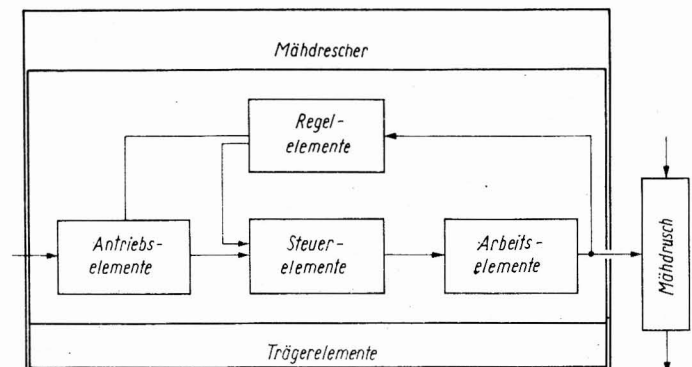 Mähdrescher
Regel-
elemente
Antriebs-
elemente
Steuer-
elemente
Arbeits-
elemente
Mähdrusch
Trägerelemente